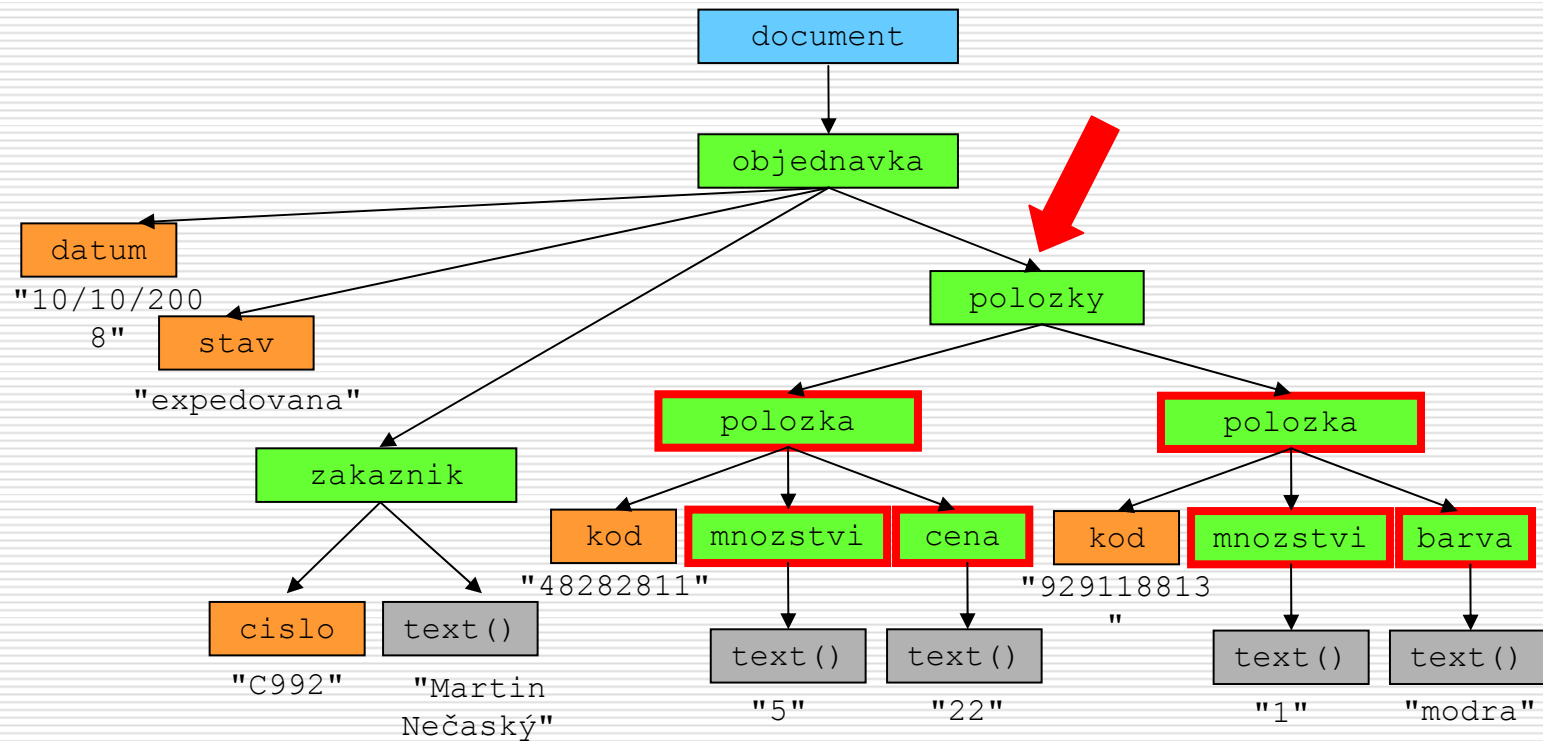 document
objednavka
datum
"10/10/200
8"
stav
"expedovana"
polozky
polozka
polozka
zakaznik
kod
mnozstvi
cena
kod
mnozstvi
barva
"48282811"
"929118813
"
cislo
text()
text()
text()
text()
text()
"C992"
"Martin
Nečaský"
"5"
"22"
"1"
"modra"